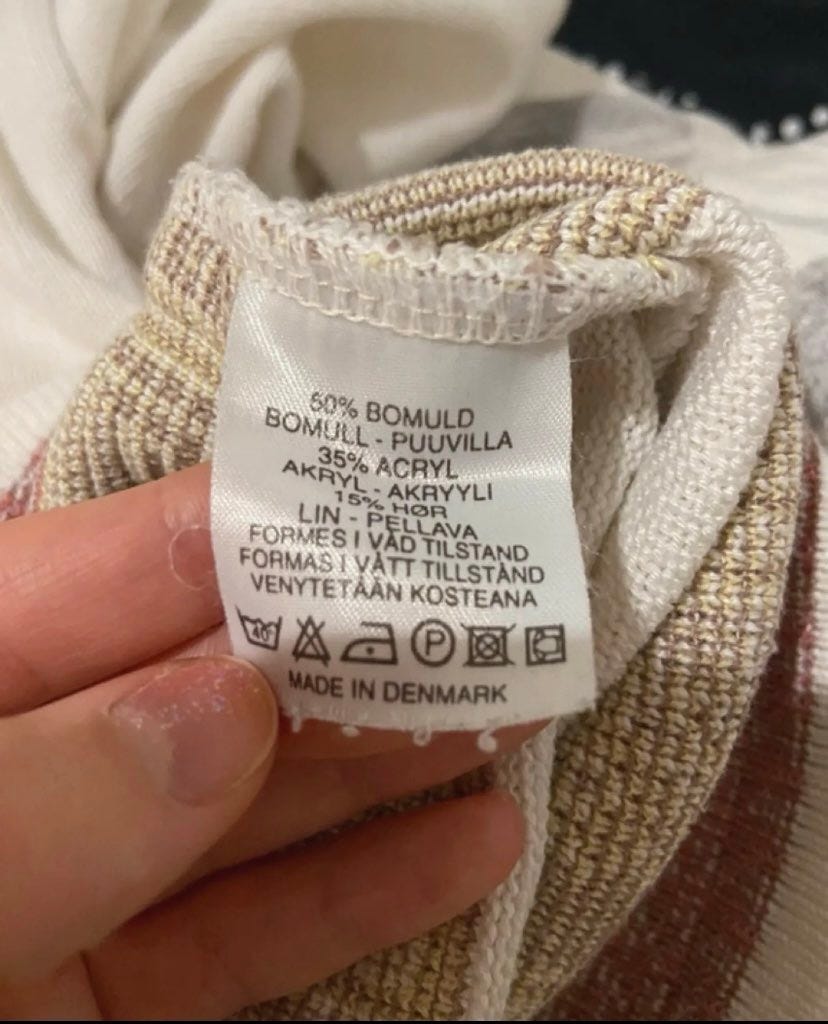 50% BOMULD
BOMULL - PUUVILLA
35% ACRYL
AKRYL - AKRYYLI
15% HØR
LIN - PELLAVA
FORMES I VÅD TILSTAND
FORMAS I VÅTT TILLSTÅND
VENYTETÄÄN KOSTEANA
40° P
MADE IN DENMARK